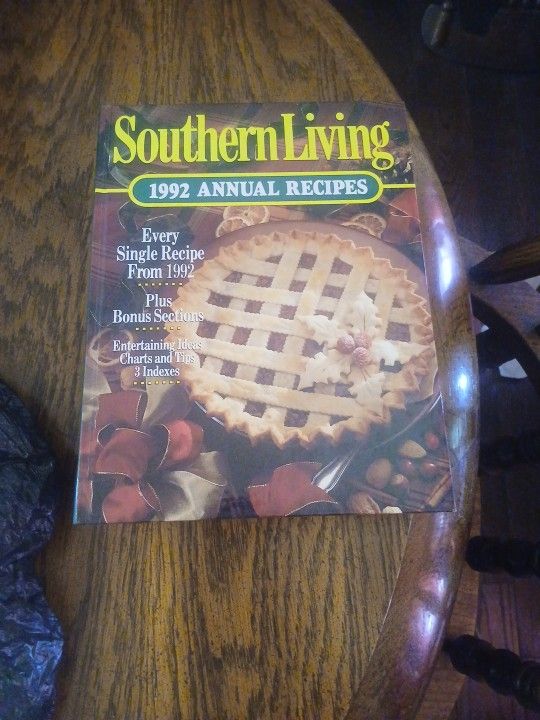 Southern Living
1992 ANNUAL RECIPES
Every
Single Recipe
From 1992
Plus
Bonus Sections
Entertaining Ideas
Charts and Tips
3 Indexes